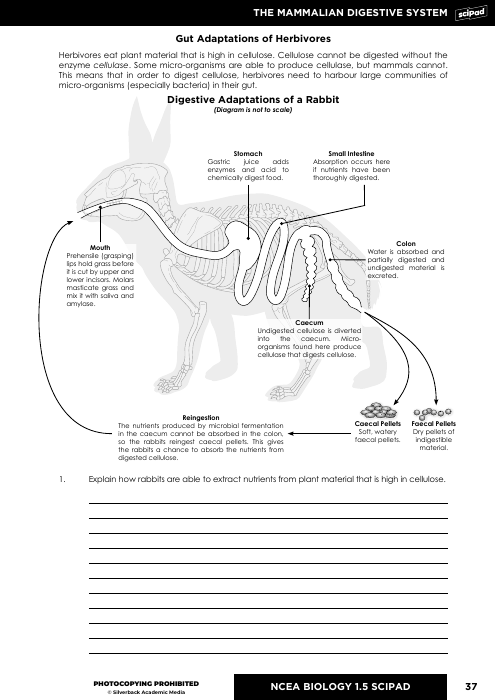 THE MAMMALIAN DIGESTIVE SYSTEM
scipad
Gut Adaptations of Herbivores
Herbivores eat plant material that is high in cellulose. Cellulose cannot be digested without the
enzyme cellulase. Some micro-organisms are able to produce cellulase, but mammals cannot.
This means that in order to digest cellulose, herbivores need to harbour large communities of
micro-organisms (especially bacteria) in their gut.
Digestive Adaptations of a Rabbit
(Diagram is not to scale)
Stomach
Gastric juice adds
enzymes and acid to
chemically digest food.
Small Intestine
Absorption occurs here
if nutrients have been
thoroughly digested.
Mouth
Prehensile (grasping)
lips hold grass before
it is cut by upper and
lower incisors. Molars
masticate grass and
mix it with saliva and
amylase.
Colon
Water is absorbed and
partially digested and
undigested material is
excreted.
Caecum
Undigested cellulose is diverted
into the caecum. Micro-
organisms found here produce
cellulase that digests cellulose.
Reingestion
The nutrients produced by microbial fermentation
in the caecum cannot be absorbed in the colon,
so the rabbits reingest caecal pellets. This gives
the rabbits a chance to absorb the nutrients from
digested cellulose.
Caecal Pellets
Soft, watery
faecal pellets.
Faecal Pellets
Dry pellets of
indigestible
material.
1. Explain how rabbits are able to extract nutrients from plant material that is high in cellulose.
PHOTOCOPYING PROHIBITED
© Silverback Academic Media
NCEA BIOLOGY 1.5 SCIPAD
37